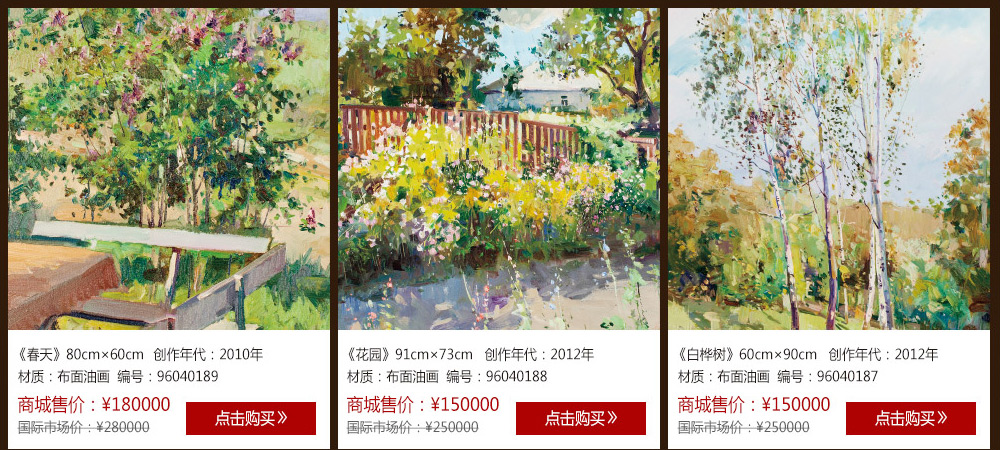 《春天》80cm×60cm 创作年代：2010年
材质：布面油画 编号：96040189
商城售价：¥180000
国际市场价：¥280000
点击购买》
《花园》91cm×73cm 创作年代：2012年
材质：布面油画 编号：96040188
商城售价：¥150000
国际市场价：¥250000
点击购买》
《白桦树》60cm×90cm 创作年代：2012年
材质：布面油画 编号：96040187
商城售价：¥150000
国际市场价：¥250000
点击购买》